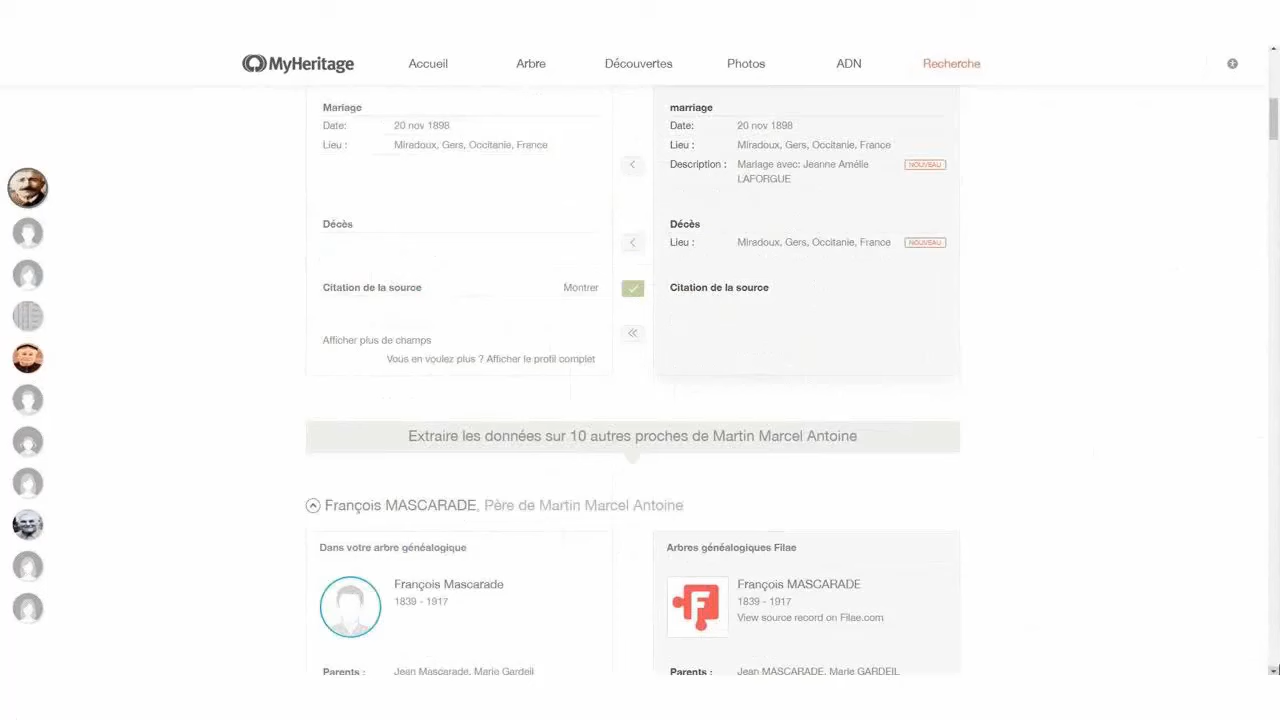 MyHeritage Accueil Arbre Découvertes Photos ADN Recherche
Mariage
Date: 20 nov 1898
Lieu : Miradoux, Gers, Occitanie, France
Décès
Citation de la source Montrer
Afficher plus de champs
Vous en voulez plus ? Afficher le profil complet
marriage
Date: 20 nov 1898
Lieu : Miradoux, Gers, Occitanie, France
Description : Mariage avec: Jeanne Amélie NOUVEAU
LAFORGUE
Décès
Lieu : Miradoux, Gers, Occitanie, France NOUVEAU
Citation de la source
Extraire les données sur 10 autres proches de Martin Marcel Antoine
François MASCARADE, Père de Martin Marcel Antoine
Dans votre arbre généalogique
François Mascarade
1839 - 1917
Parents : Jean Mascarade, Marie Gardeil
Arbres généalogiques Filae
F
François MASCARADE
1839 - 1917
View source record on Filae.com
Parents : Jean MASCARADE, Marie GARDEIL